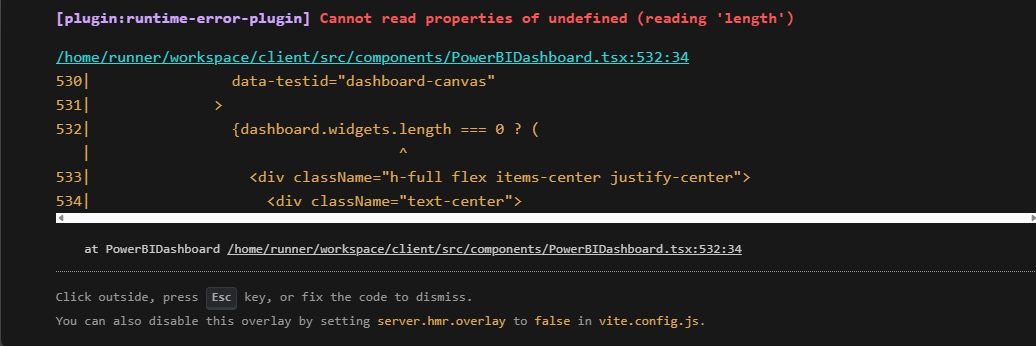 [plugin:runtime-error-plugin] Cannot read properties of undefined (reading 'length')
/home/runner/workspace/client/src/components/PowerBIDashboard.tsx:532:34
530|                data-testid="dashboard-canvas"
531|              >
532|                {dashboard.widgets.length === 0 ? (
   |                                   ^
533|                  <div className="h-full flex items-center justify-center">
534|                    <div className="text-center">
at PowerBIDashboard /home/runner/workspace/client/src/components/PowerBIDashboard.tsx:532:34
Click outside, press Esc key, or fix the code to dismiss.
You can also disable this overlay by setting server.hmr.overlay to false in vite.config.js.